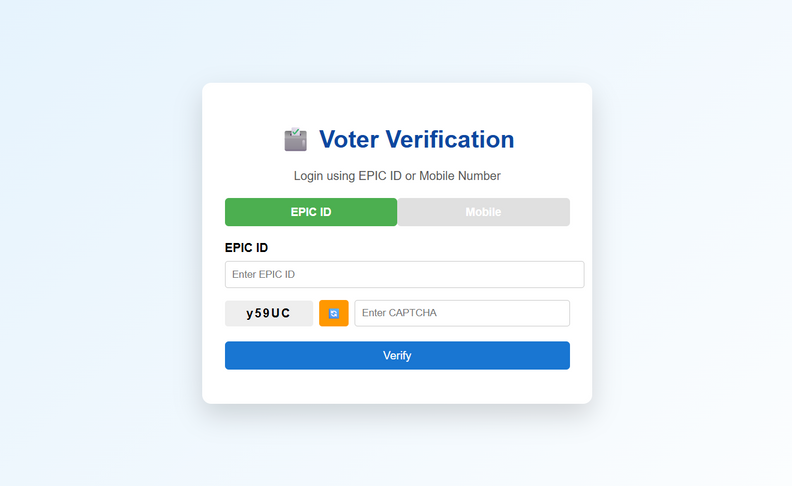 Voter Verification
Login using EPIC ID or Mobile Number
EPIC ID Mobile
EPIC ID
Enter EPIC ID
y59UC Enter CAPTCHA
Verify